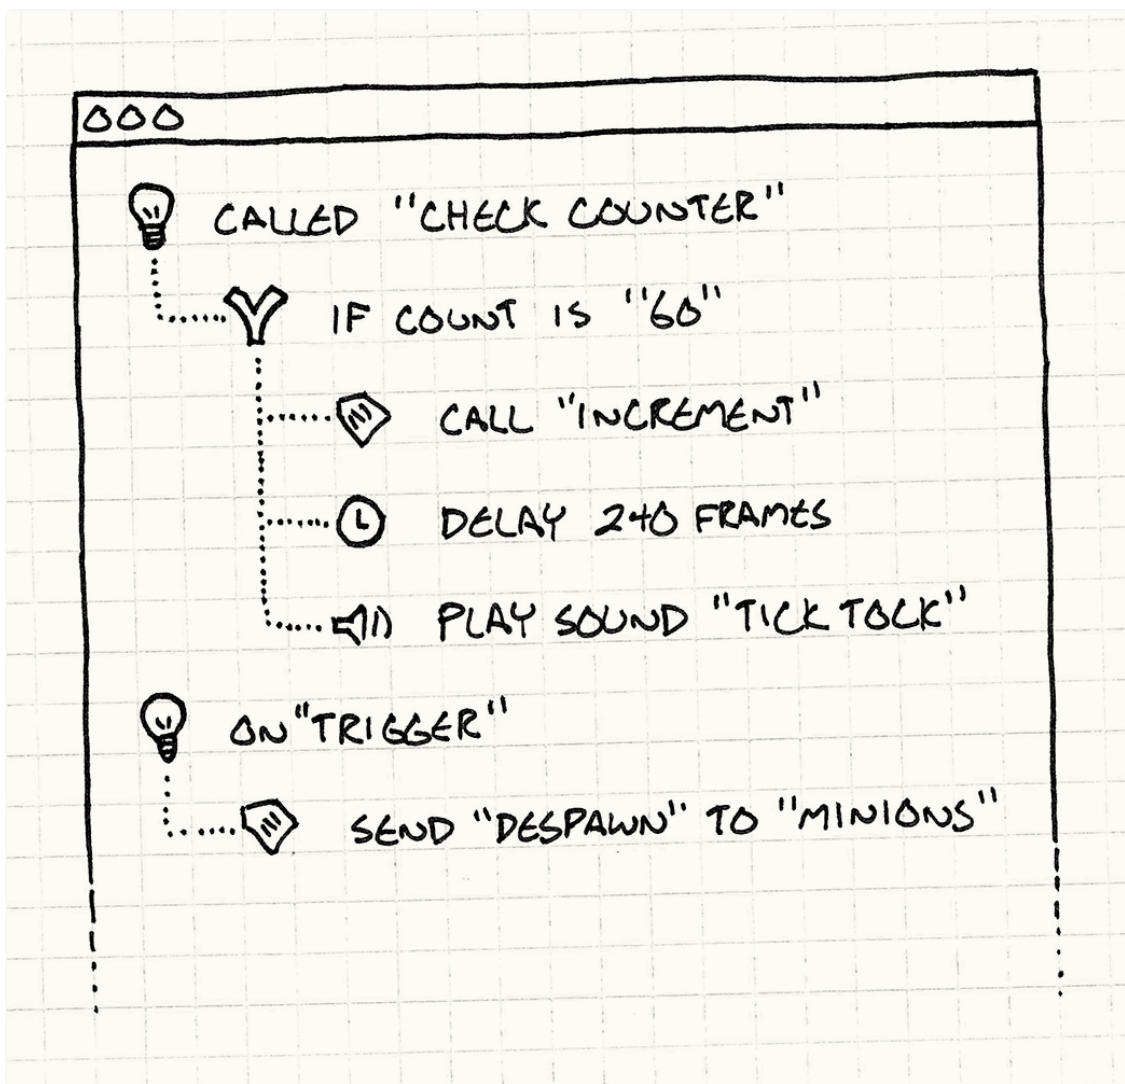 CALLED "CHECK COUNTER"
IF COUNT IS "60"
CALL "INCREMENT"
DELAY 240 FRAMES
PLAY SOUND "TICK TOCK"
ON "TRIGGER"
SEND "DESPAWN" TO "MINIONS"